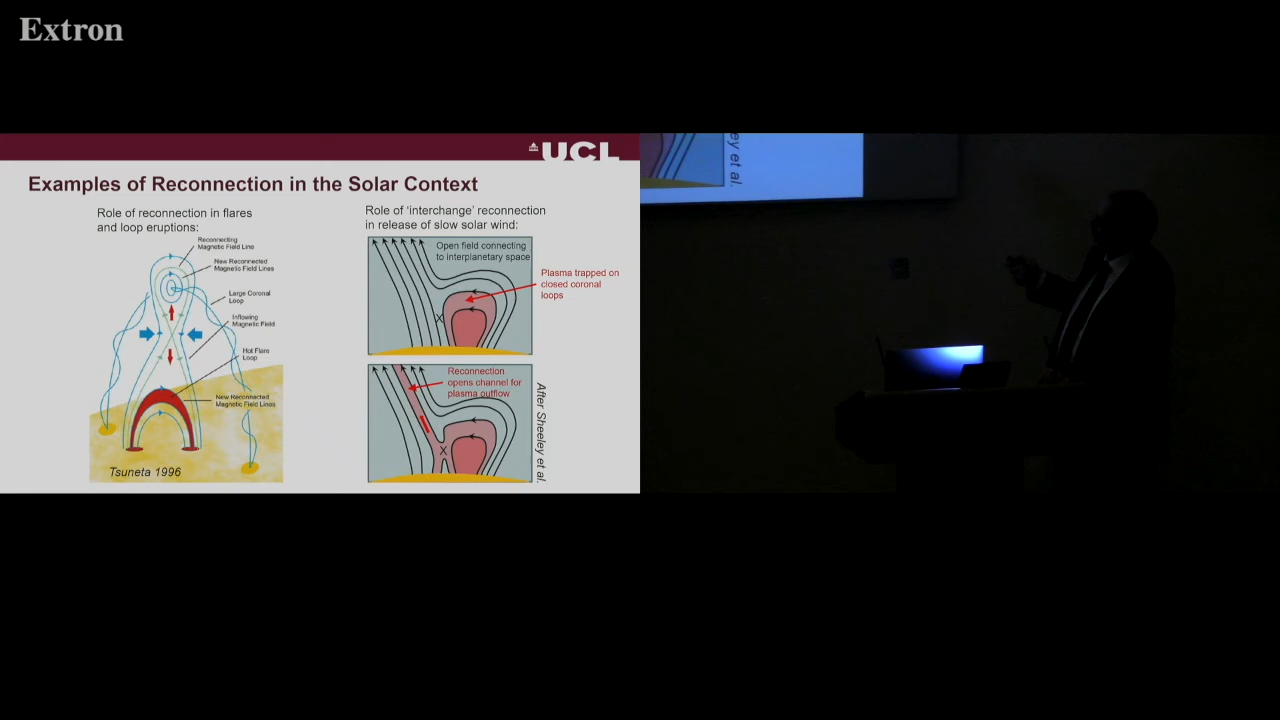 Extron
UCL
Examples of Reconnection in the Solar Context
Role of reconnection in flares
and loop eruptions:
Reconnecting
Magnetic Field Line
New Reconnected
Magnetic Field Lines
Large Coronal
Loop
Inflowing
Magnetic Field
Hot Flare
Loop
New Reconnected
Magnetic Field Lines
Tsuneta 1996
Role of 'interchange' reconnection
in release of slow solar wind:
Open field connecting
to interplanetary space
Plasma trapped on
closed coronal
loops
X
Reconnection
opens channel for
plasma outflow
X
After Sheeley et al.
ey et al.